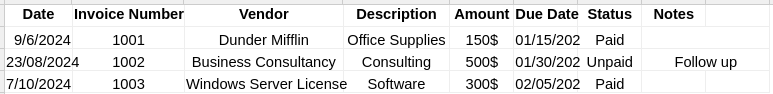 Date Invoice Number Vendor Description Amount Due Date Status Notes
9/6/2024 1001 Dunder Mifflin Office Supplies 150$ 01/15/202 Paid
23/08/2024 1002 Business Consultancy Consulting 500$ 01/30/202 Unpaid Follow up
7/10/2024 1003 Windows Server License Software 300$ 02/05/202 Paid